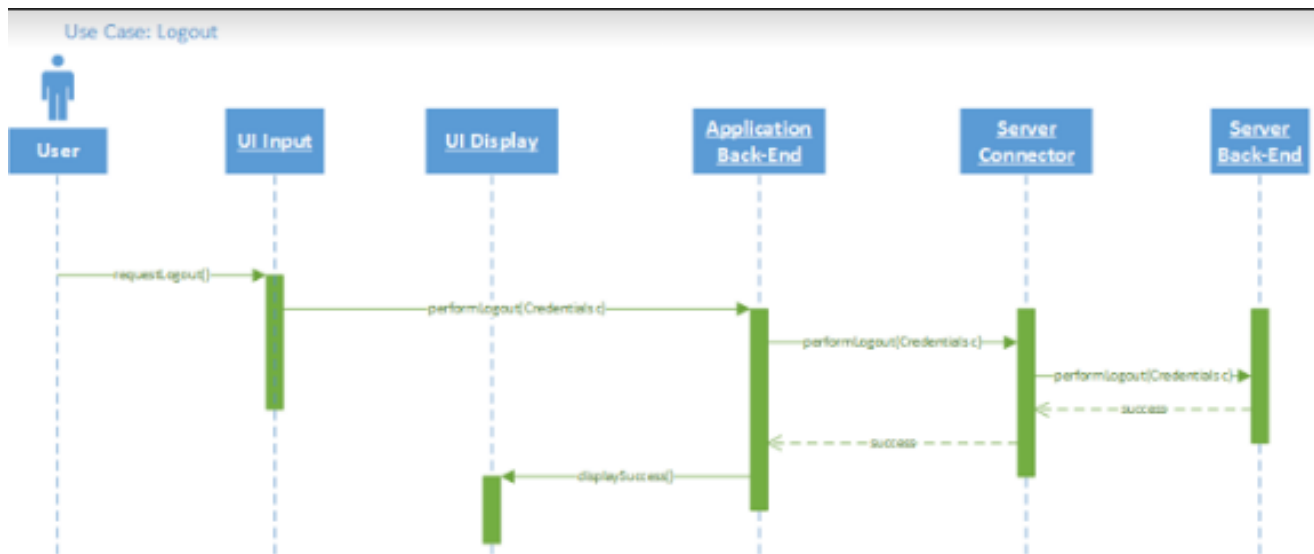 Use Case: Logout
User
UI Input
UI Display
Application
Back-End
Server
Connector
Server
Back-End
requestLogout()
performLogout(Credentials c)
performLogout(Credentials c)
performLogout(Credentials c)
success
success
displaySuccess()